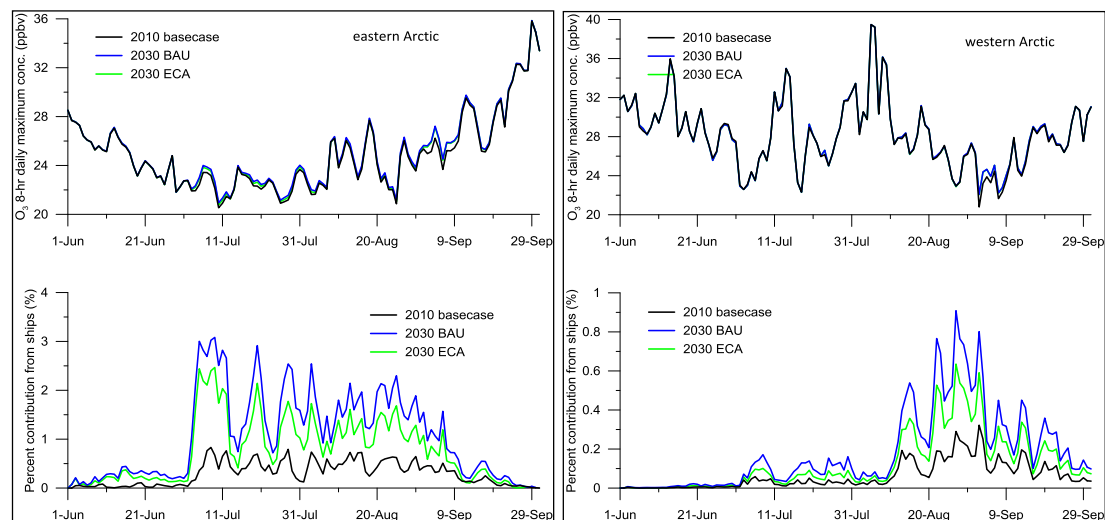 O3 8-hr daily maximum conc. (ppbv)
36
32
28
24
20
2010 basecase
2030 BAU
2030 ECA
eastern Arctic
1-Jun 21-Jun 11-Jul 31-Jul 20-Aug 9-Sep 29-Sep
O3 8-hr daily maximum conc. (ppbv)
40
36
32
28
24
20
2010 basecase
2030 BAU
2030 ECA
western Arctic
1-Jun 21-Jun 11-Jul 31-Jul 20-Aug 9-Sep 29-Sep
Percent contribution from ships (%)
4
3
2
1
0
2010 basecase
2030 BAU
2030 ECA
1-Jun 21-Jun 11-Jul 31-Jul 20-Aug 9-Sep 29-Sep
Percent contribution from ships (%)
1
0.8
0.6
0.4
0.2
0
2010 basecase
2030 BAU
2030 ECA
1-Jun 21-Jun 11-Jul 31-Jul 20-Aug 9-Sep 29-Sep